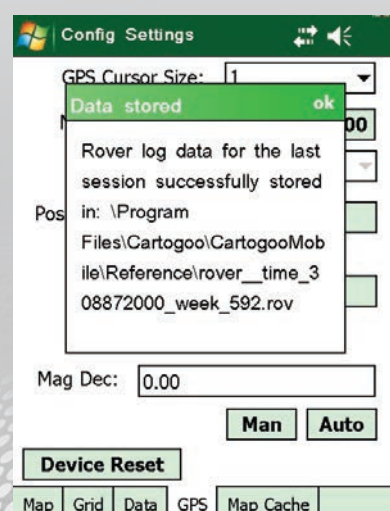 Config Settings
GPS Cursor Size: 1
Data stored ok
00
Rover log data for the last
session successfully stored
in: \Program
Files\Cartogoo\CartogooMob
ile\Reference\rover__time_3
08872000_week_592.rov
Pos
Mag Dec: 0.00
Man Auto
Device Reset
Map Grid Data GPS Map Cache